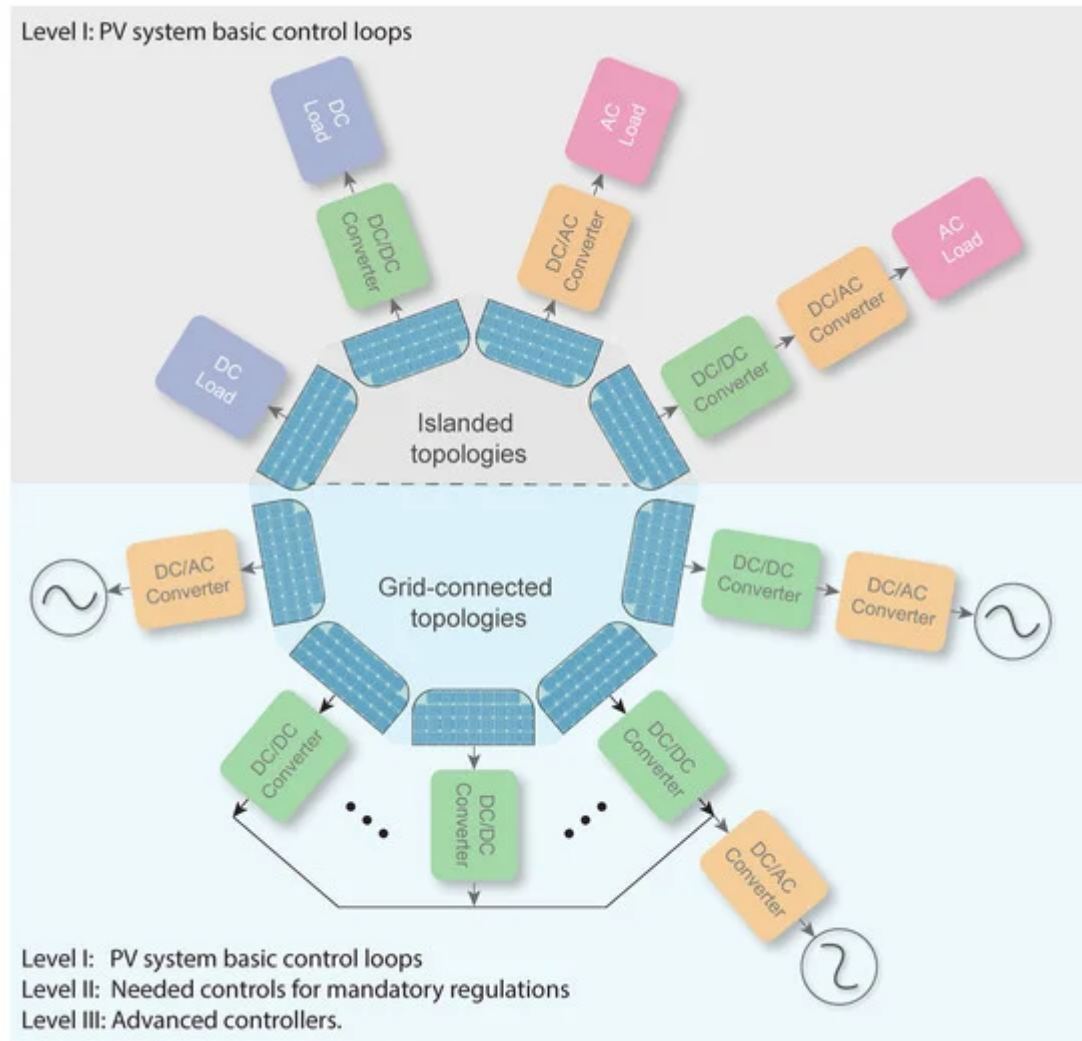 Level I: PV system basic control loops
DC
Load
AC
Load
DC/DC
Converter
DC/AC
Converter
AC
Load
DC/AC
Converter
DC/DC
Converter
DC
Load
Islanded
topologies
DC/AC
Converter
Grid-connected
topologies
DC/DC
Converter
DC/AC
Converter
DC/DC
Converter
DC/DC
Converter
DC/DC
Converter
DC/AC
Converter
Level I: PV system basic control loops
Level II: Needed controls for mandatory regulations
Level III: Advanced controllers.